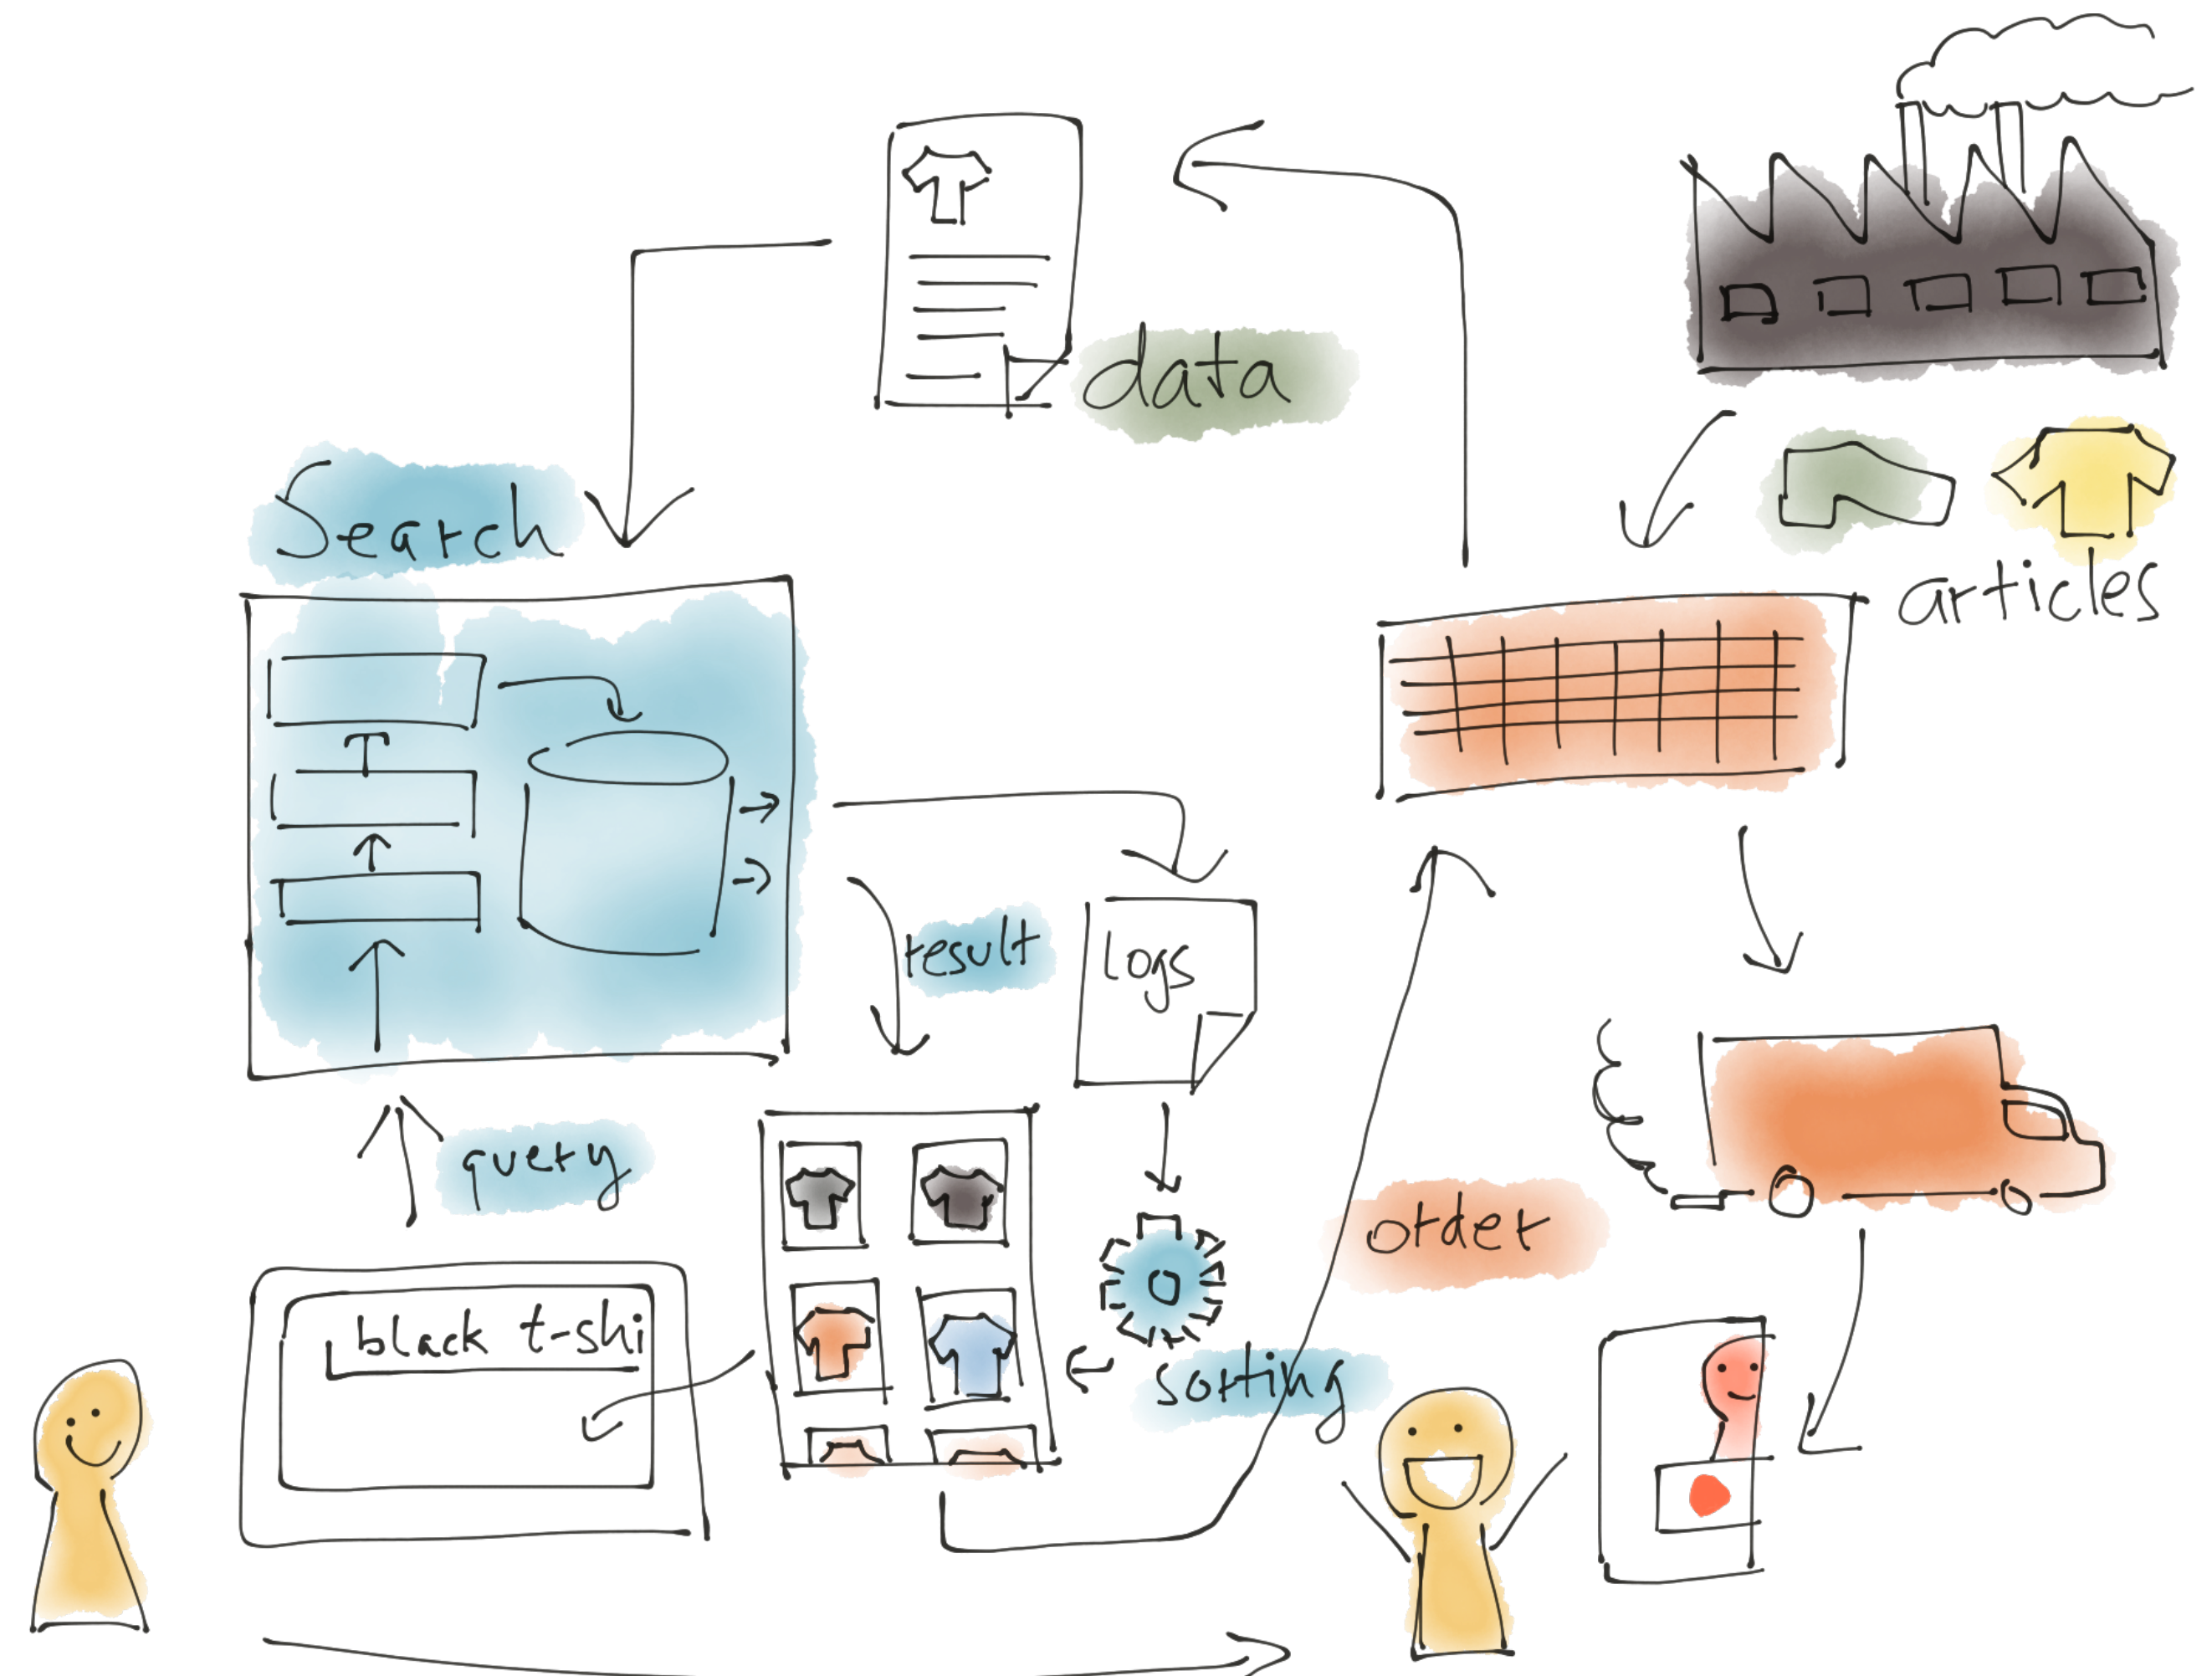 data
Search
articles
result
logs
query
order
black t-shi
sorting